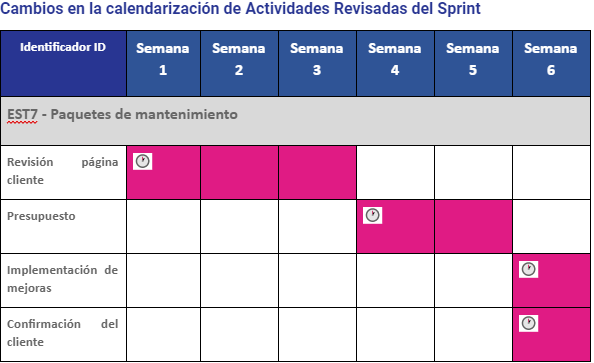 Cambios en la calendarización de Actividades Revisadas del Sprint
Identificador ID
Semana 1
Semana 2
Semana 3
Semana 4
Semana 5
Semana 6
EST7 - Paquetes de mantenimiento
Revisión página
cliente
Presupuesto
Implementación de
mejoras
Confirmación del
cliente